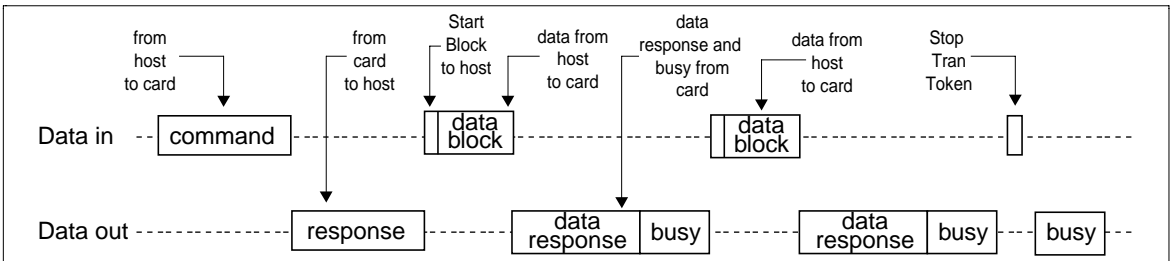 from
host
to card
from
card
to host
Start
Block
to host
data from
host
to card
data
response and
busy from
card
data from
host
to card
Stop
Tran
Token
Data in
command
data
block
data
block
Data out
response
data
response
busy
data
response
busy
busy